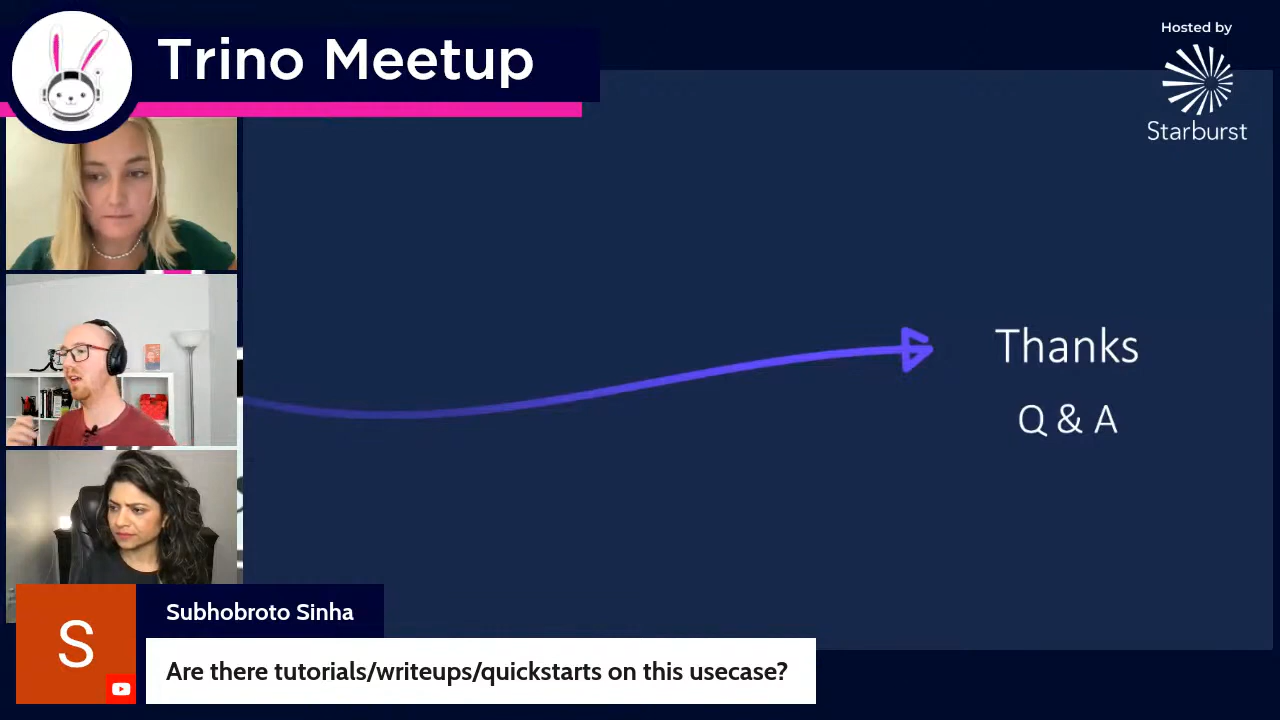 Trino Meetup
Hosted by
Starburst
Thanks
Q & A
S
Subhobroto Sinha
Are there tutorials/writeups/quickstarts on this usecase?